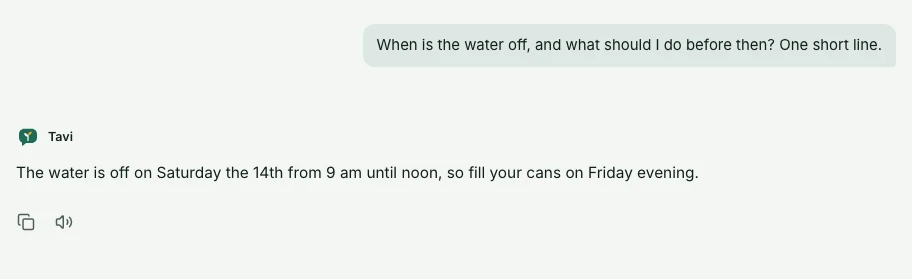 When is the water off, and what should I do before then? One short line.
Tavi
The water is off on Saturday the 14th from 9 am until noon, so fill your cans on Friday evening.